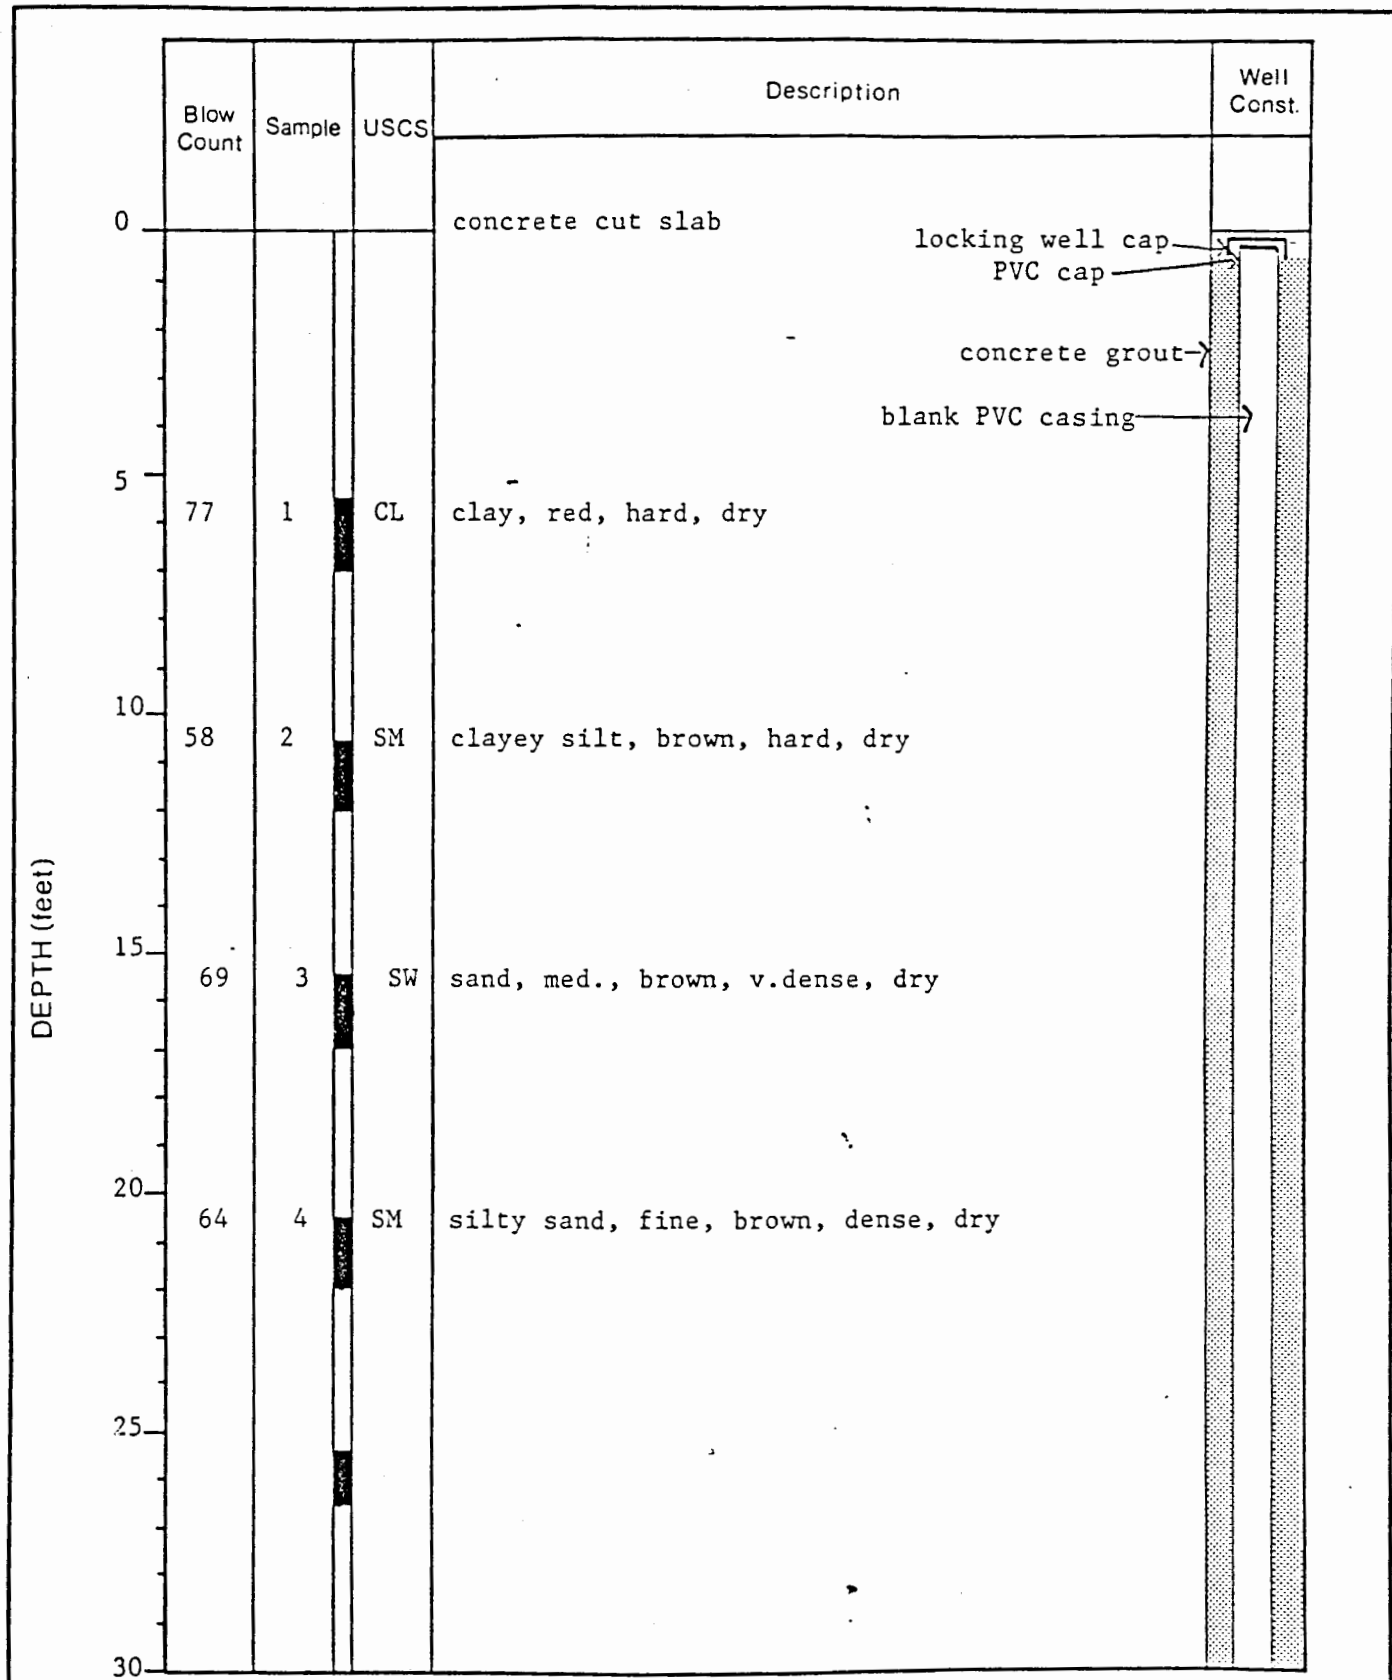 Blow Count
Sample
USCS
Description
Well Const.
DEPTH (feet)
0
concrete cut slab
locking well cap
PVC cap
concrete grout
blank PVC casing
5
77 1 CL clay, red, hard, dry
10
58 2 SM clayey silt, brown, hard, dry
15
69 3 SW sand, med., brown, v.dense, dry
20
64 4 SM silty sand, fine, brown, dense, dry
25
30